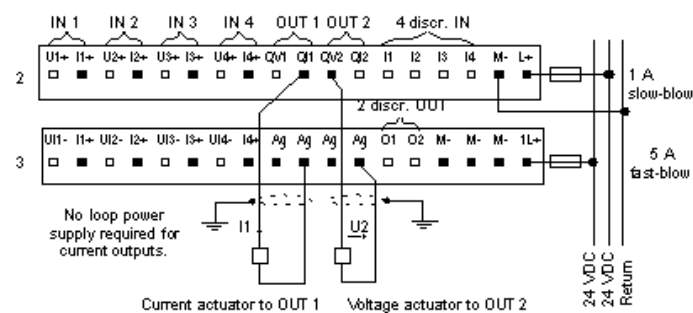 IN 1 IN 2 IN 3 IN 4 OUT 1 OUT 2 4 discr. IN
U1+ I1+ U2+ I2+ U3+ I3+ U4+ I4+ QV1 QI1 QV2 QI2 I1 I2 I3 I4 M- L+
2
1 A
slow-blow
2 discr. OUT
UI1- I1+ UI2- I2+ UI3- I3+ UI4- I4+ Ag Ag Ag Ag O1 O2 M- M- M- 1L+
3
5 A
fast-blow
No loop power
supply required for
current outputs.
I1
U2
24 VDC
24 VDC
Return
Current actuator to OUT 1 Voltage actuator to OUT 2